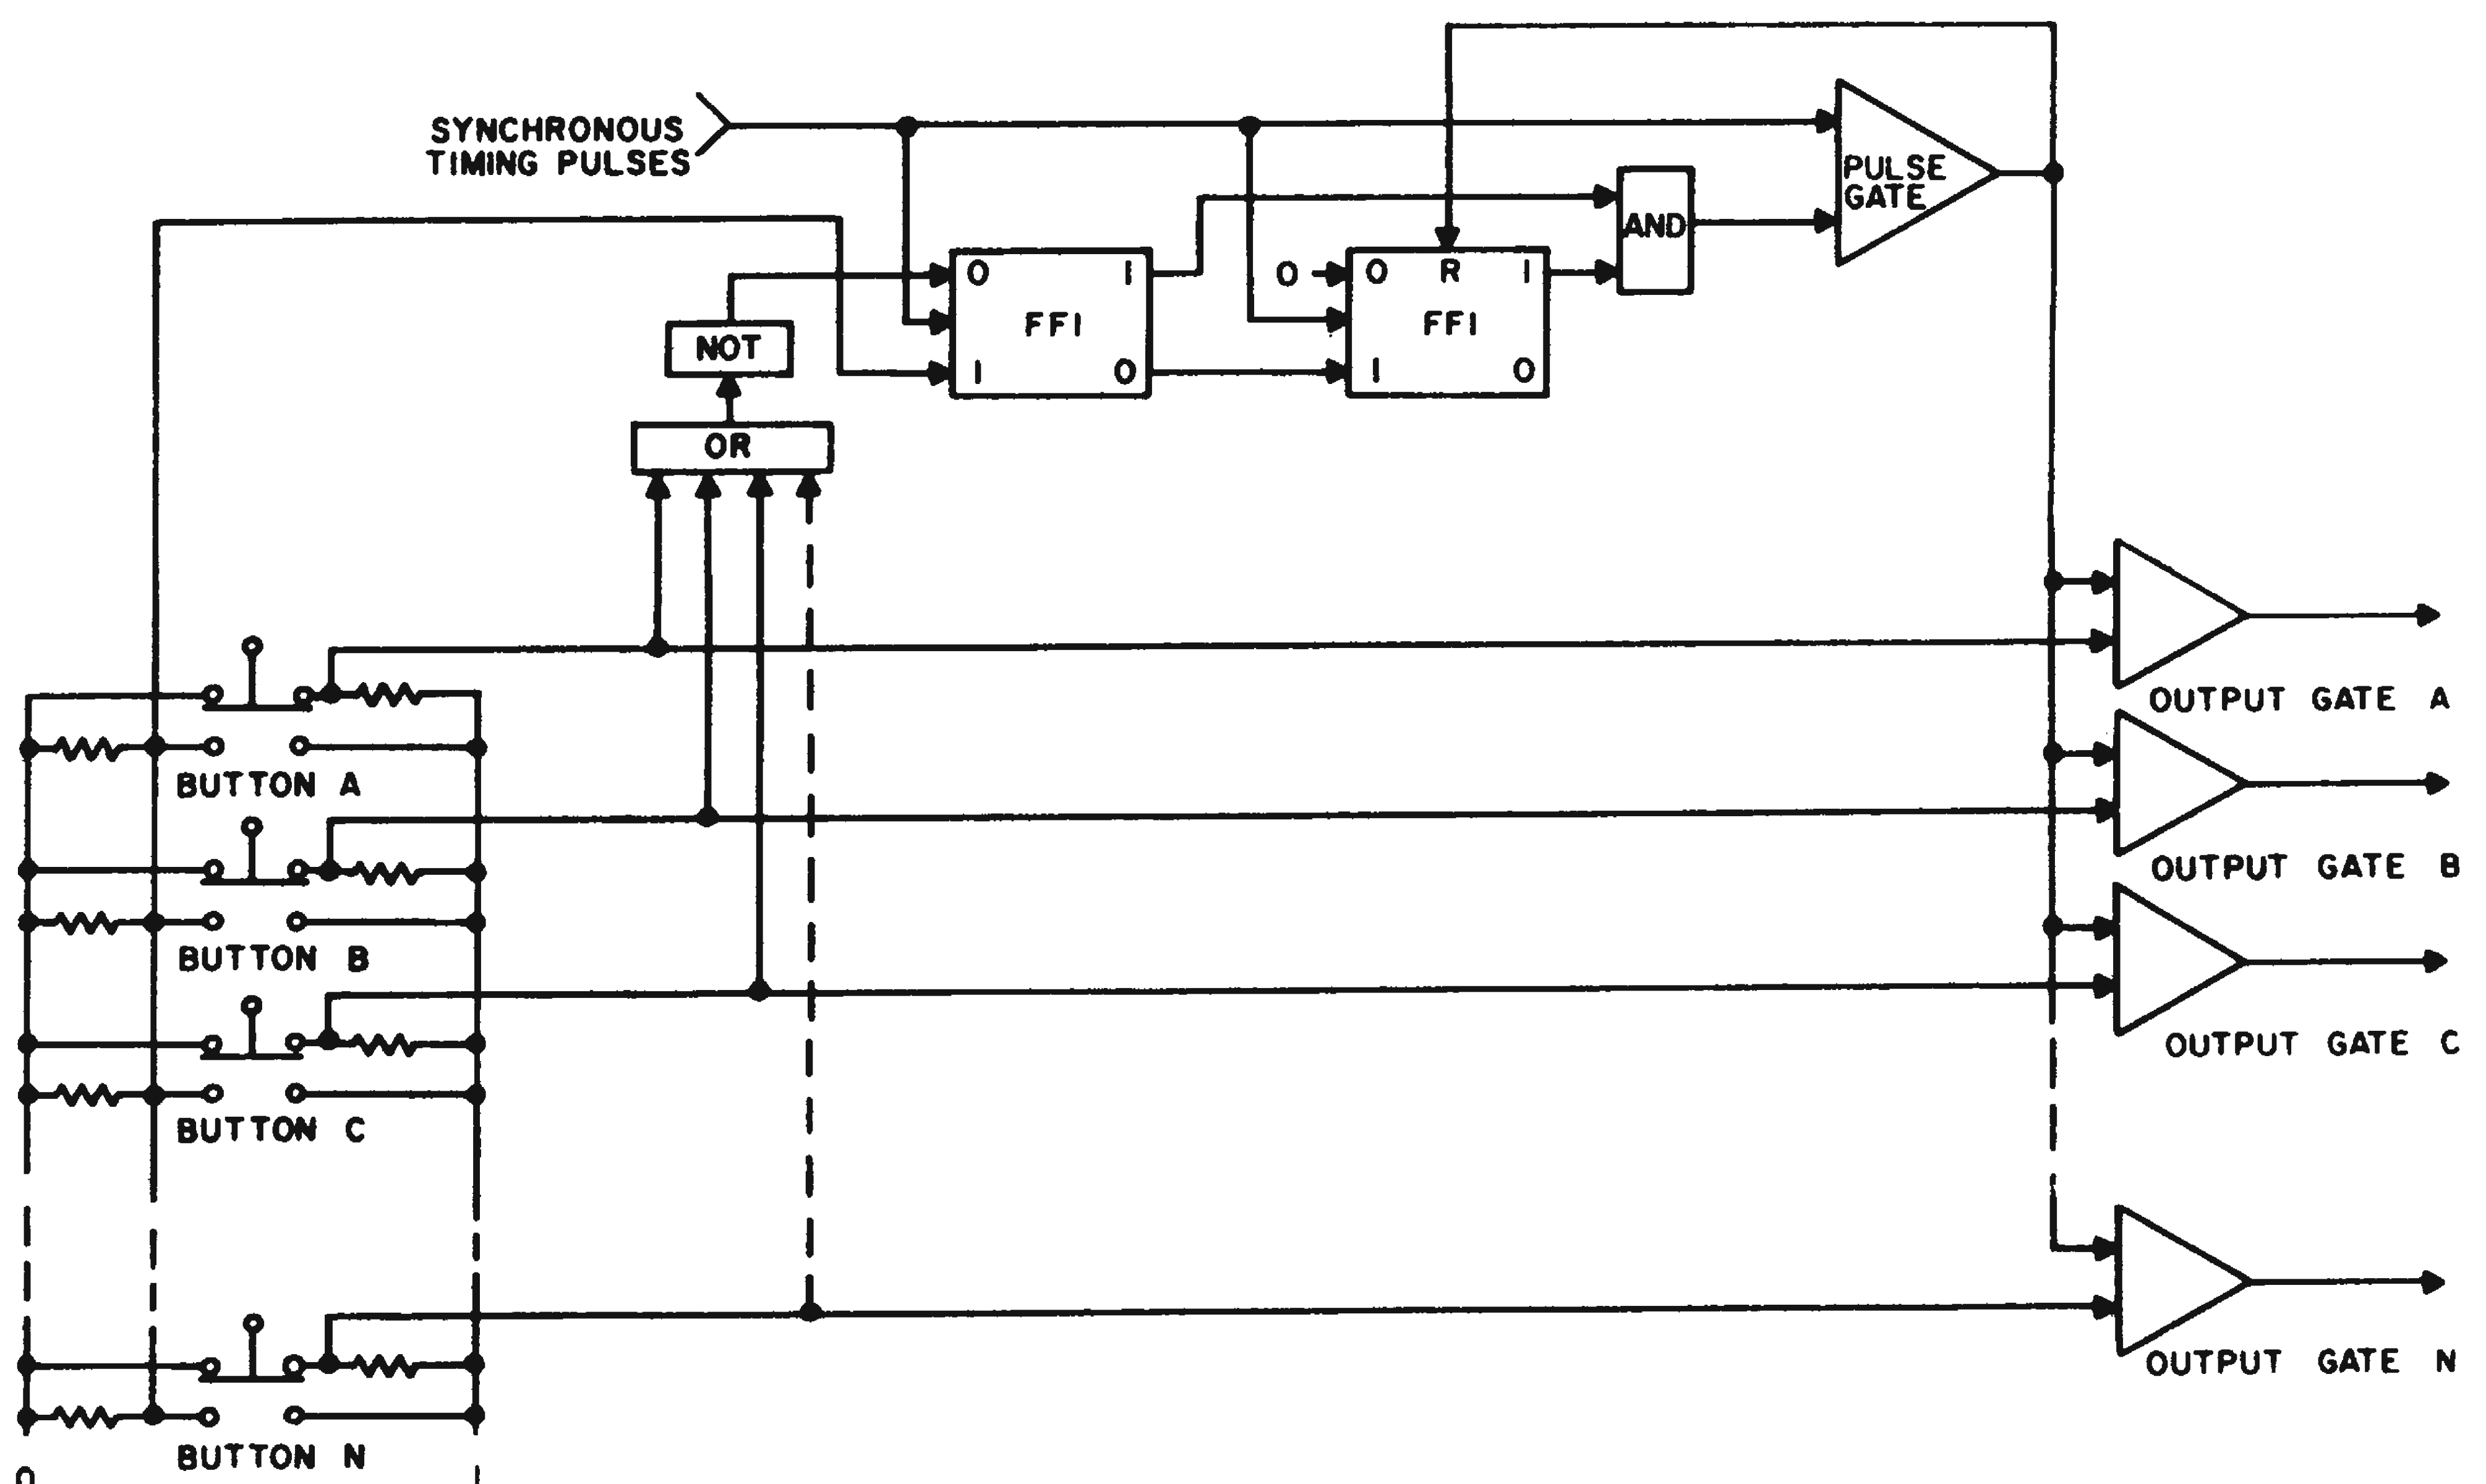 SYNCHRONOUS
TIMING PULSES
PULSE
GATE
AND
O I
FFI
I O
O
O R I
FFI
I O
NOT
OR
OUTPUT GATE A
BUTTON A
OUTPUT GATE B
BUTTON B
OUTPUT GATE C
BUTTON C
OUTPUT GATE N
BUTTON N